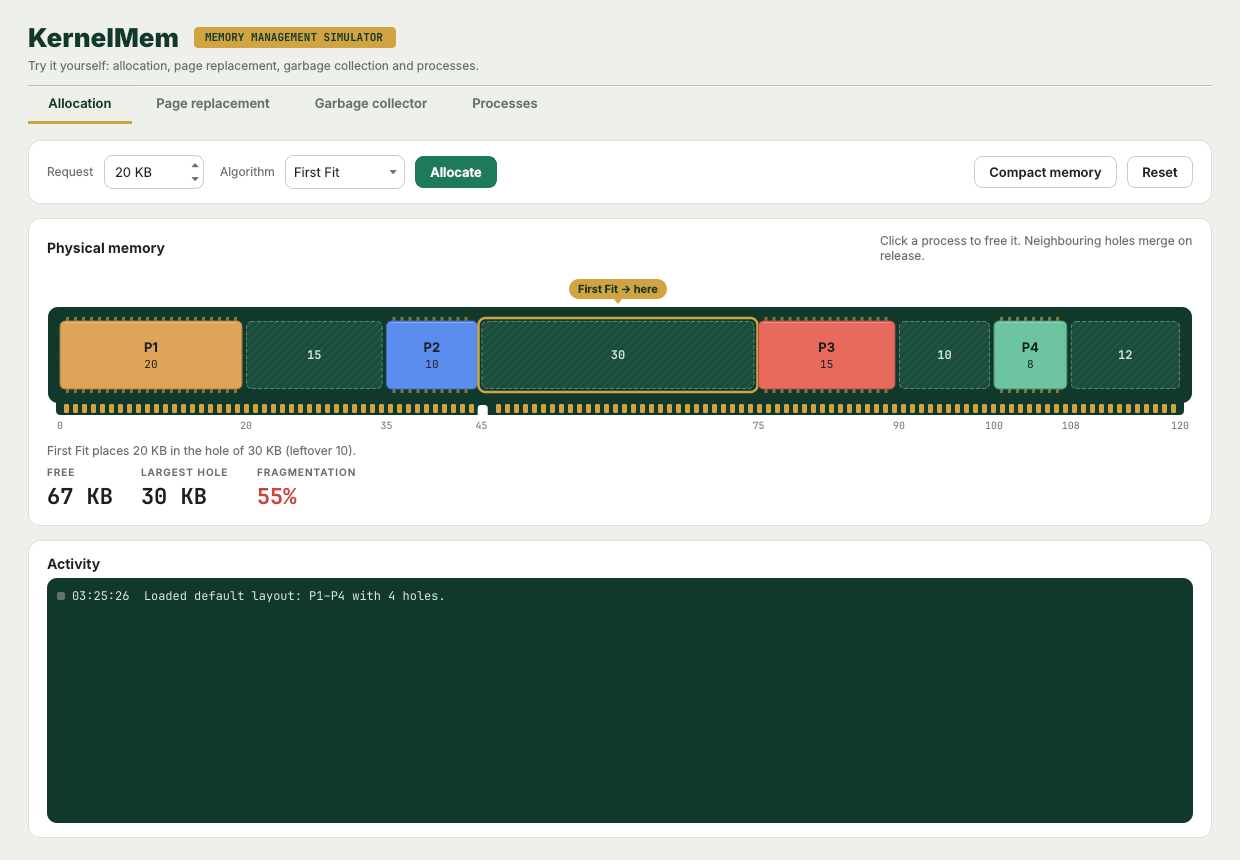 KernelMem
MEMORY MANAGEMENT SIMULATOR
Try it yourself: allocation, page replacement, garbage collection and processes.
Allocation
Page replacement
Garbage collector
Processes
Request
20 KB
Algorithm
First Fit
Allocate
Compact memory
Reset
Physical memory
Click a process to free it. Neighbouring holes merge on
release.
First Fit → here
P1
20
15
P2
10
30
P3
15
10
P4
8
12
0
20
35
45
75
90
100
108
120
First Fit places 20 KB in the hole of 30 KB (leftover 10).
FREE
67 KB
LARGEST HOLE
30 KB
FRAGMENTATION
55%
Activity
03:25:26 Loaded default layout: P1–P4 with 4 holes.